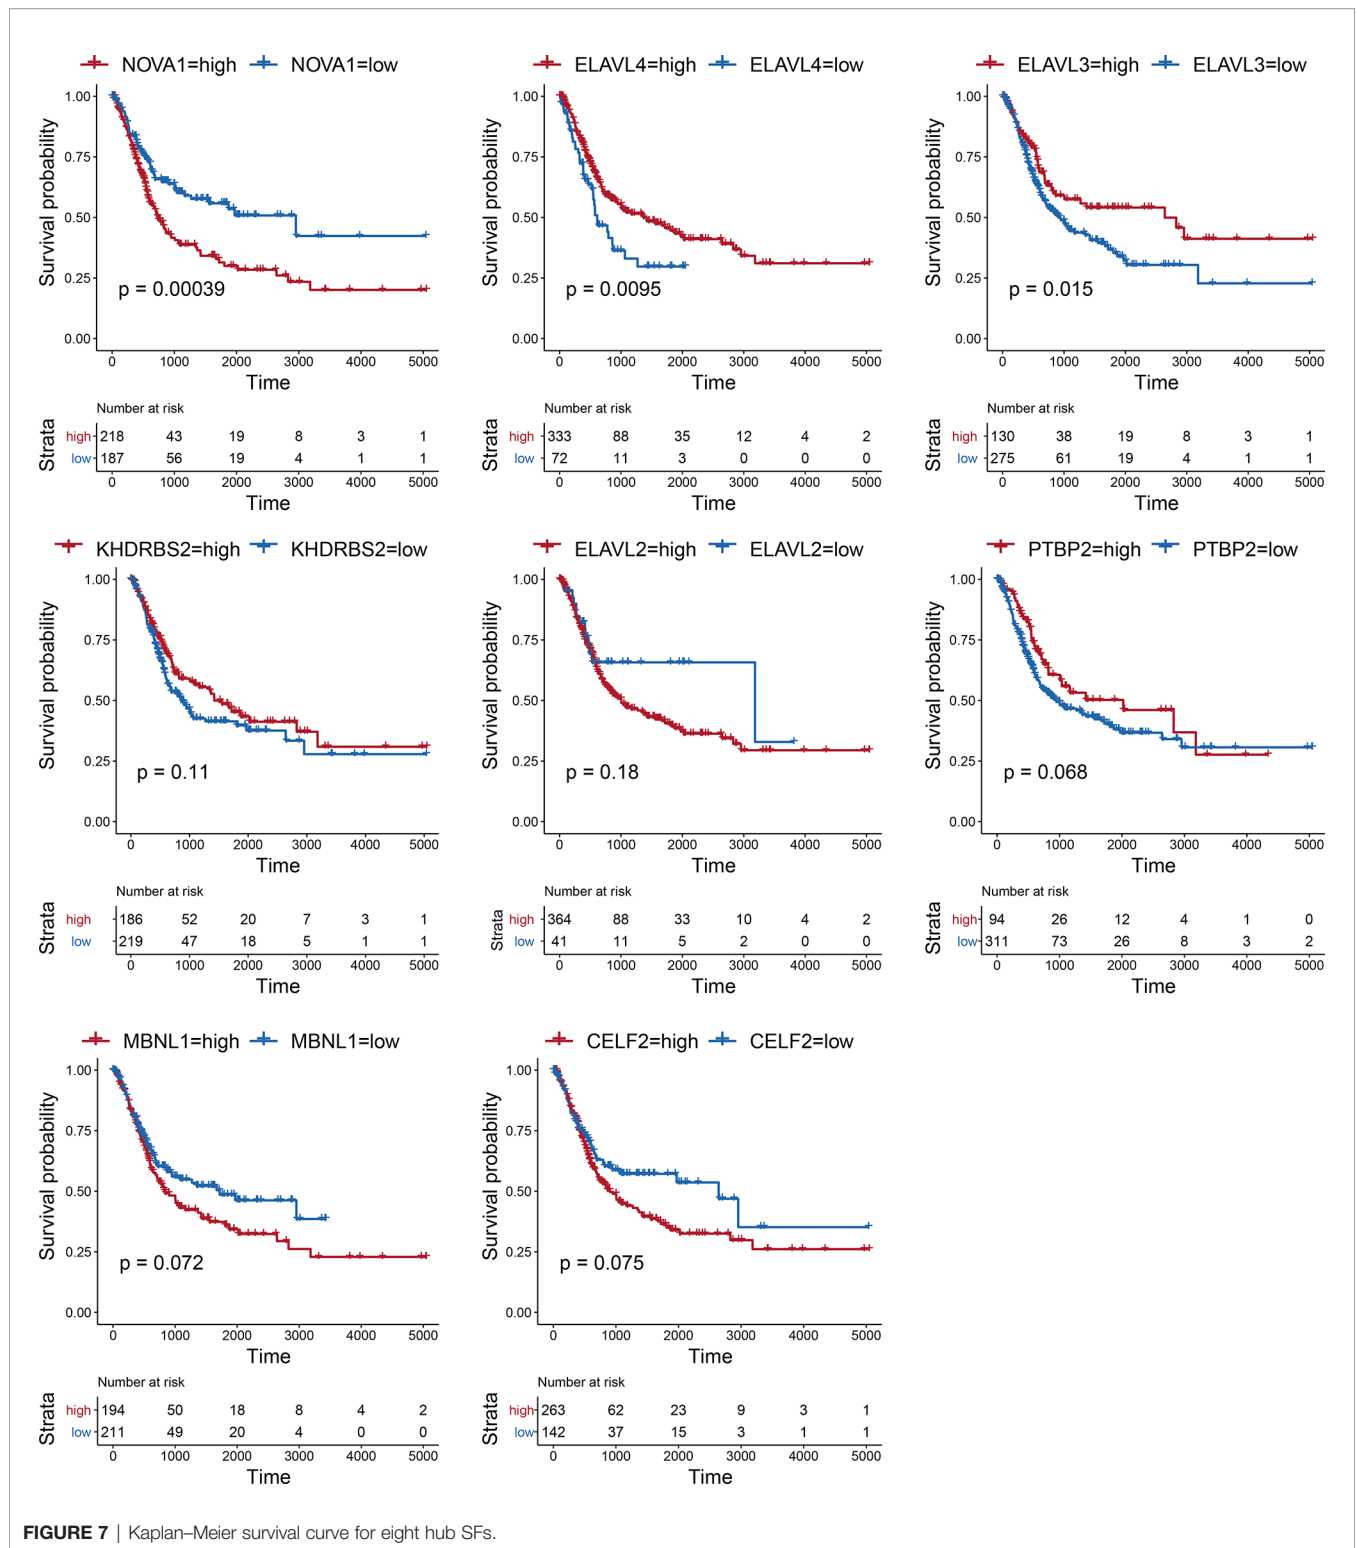 NOVA1=high NOVA1=low
Survival probability
1.00
0.75
0.50
0.25
0.00
p = 0.00039
0 1000 2000 3000 4000 5000
Time
Number at risk
Strata
high 218 43 19 8 3 1
low 187 56 19 4 1 1
0 1000 2000 3000 4000 5000
Time
ELAVL4=high ELAVL4=low
Survival probability
1.00
0.75
0.50
0.25
0.00
p = 0.0095
0 1000 2000 3000 4000 5000
Time
Number at risk
Strata
high 333 88 35 12 4 2
low 72 11 3 0 0 0
0 1000 2000 3000 4000 5000
Time
ELAVL3=high ELAVL3=low
Survival probability
1.00
0.75
0.50
0.25
0.00
p = 0.015
0 1000 2000 3000 4000 5000
Time
Number at risk
Strata
high 130 38 19 8 3 1
low 275 61 19 4 1 1
0 1000 2000 3000 4000 5000
Time
KHDRBS2=high KHDRBS2=low
Survival probability
1.00
0.75
0.50
0.25
0.00
p = 0.11
0 1000 2000 3000 4000 5000
Time
Number at risk
Strata
high 186 52 20 7 3 1
low 219 47 18 5 1 1
0 1000 2000 3000 4000 5000
Time
ELAVL2=high ELAVL2=low
Survival probability
1.00
0.75
0.50
0.25
0.00
p = 0.18
0 1000 2000 3000 4000 5000
Time
Number at risk
Strata
high 364 88 33 10 4 2
low 41 11 5 2 0 0
0 1000 2000 3000 4000 5000
Time
PTBP2=high PTBP2=low
Survival probability
1.00
0.75
0.50
0.25
0.00
p = 0.068
0 1000 2000 3000 4000 5000
Time
Number at risk
Strata
high 94 26 12 4 1 0
low 311 73 26 8 3 2
0 1000 2000 3000 4000 5000
Time
MBNL1=high MBNL1=low
Survival probability
1.00
0.75
0.50
0.25
0.00
p = 0.072
0 1000 2000 3000 4000 5000
Time
Number at risk
Strata
high 194 50 18 8 4 2
low 211 49 20 4 0 0
0 1000 2000 3000 4000 5000
Time
CELF2=high CELF2=low
Survival probability
1.00
0.75
0.50
0.25
0.00
p = 0.075
0 1000 2000 3000 4000 5000
Time
Number at risk
Strata
high 263 62 23 9 3 1
low 142 37 15 3 1 1
0 1000 2000 3000 4000 5000
Time
FIGURE 7 | Kaplan–Meier survival curve for eight hub SFs.